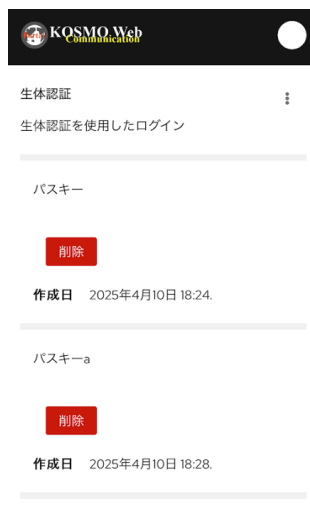 KOSMO.Web
Communication
生体認証
生体認証を使用したログイン
パスキー
削除
作成日 2025年4月10日 18:24.
パスキーa
削除
作成日 2025年4月10日 18:28.